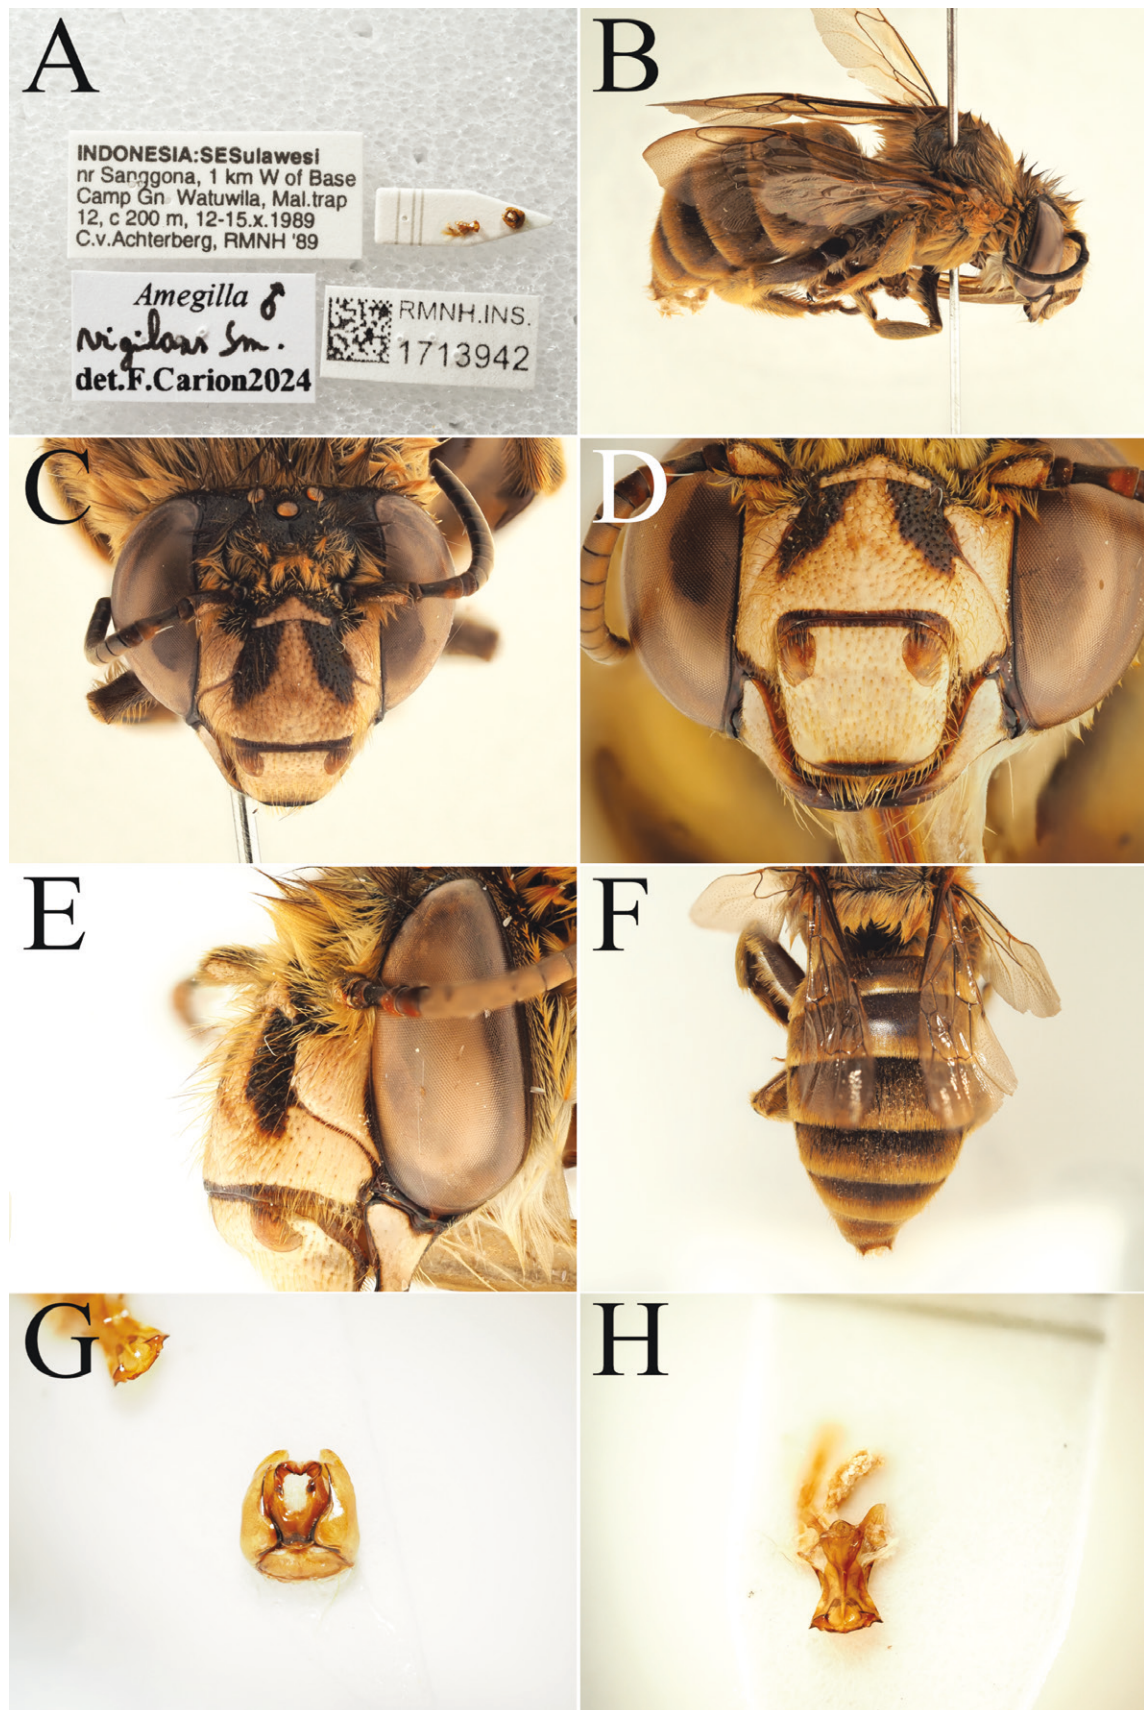 A
INDONESIA:SESulawesi
nr Sanggona, 1 km W of Base
Camp Gn Watuwila, Mal.trap
12, c 200 m, 12-15.x.1989
C.v.Achterberg, RMNH '89
Amegilla ♂
vigilans Sm.
det.F.Carion2024
RMNH.INS.
1713942
B
C
D
E
F
G
H